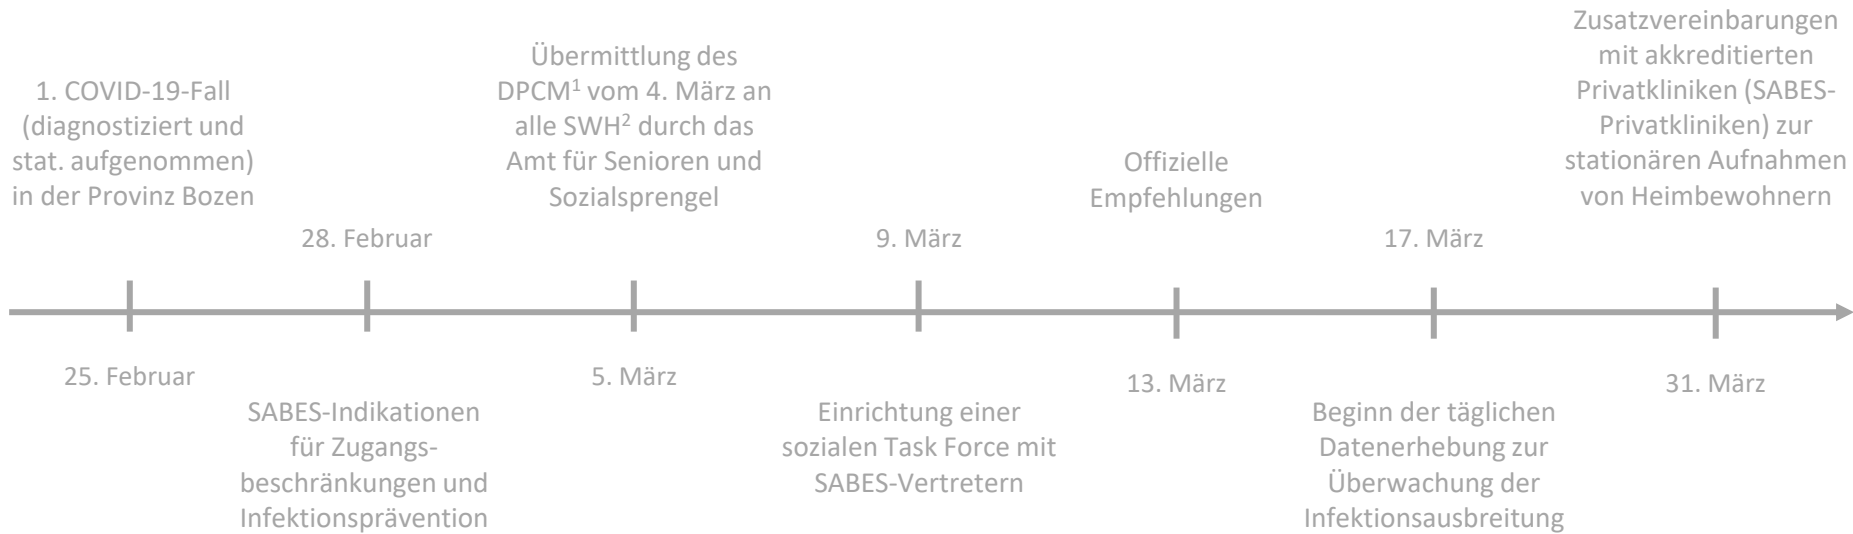 1. COVID-19-Fall
(diagnostiziert und
stat. aufgenommen)
in der Provinz Bozen
25. Februar
28. Februar
SABES-Indikationen
für Zugangs-
beschränkungen und
Infektionsprävention
Übermittlung des
DPCM¹ vom 4. März an
alle SWH² durch das
Amt für Senioren und
Sozialsprengel
5. März
9. März
Einrichtung einer
sozialen Task Force mit
SABES-Vertretern
Offizielle
Empfehlungen
13. März
17. März
Beginn der täglichen
Datenerhebung zur
Überwachung der
Infektionsausbreitung
Zusatzvereinbarungen
mit akkreditierten
Privatkliniken (SABES-
Privatkliniken) zur
stationären Aufnahmen
von Heimbewohnern
31. März